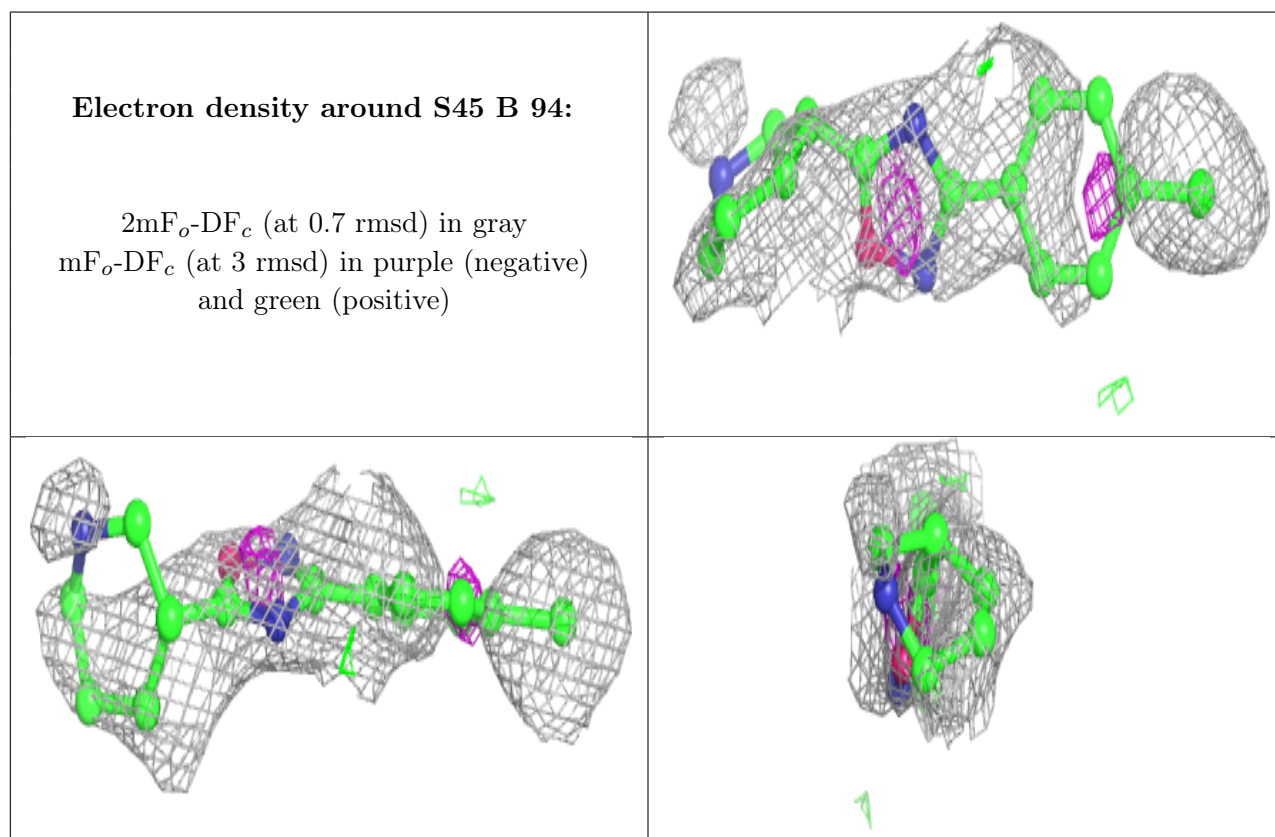 Electron density around S45 B 94:
2mFo-DFc (at 0.7 rmsd) in gray
mFo-DFc (at 3 rmsd) in purple (negative)
and green (positive)